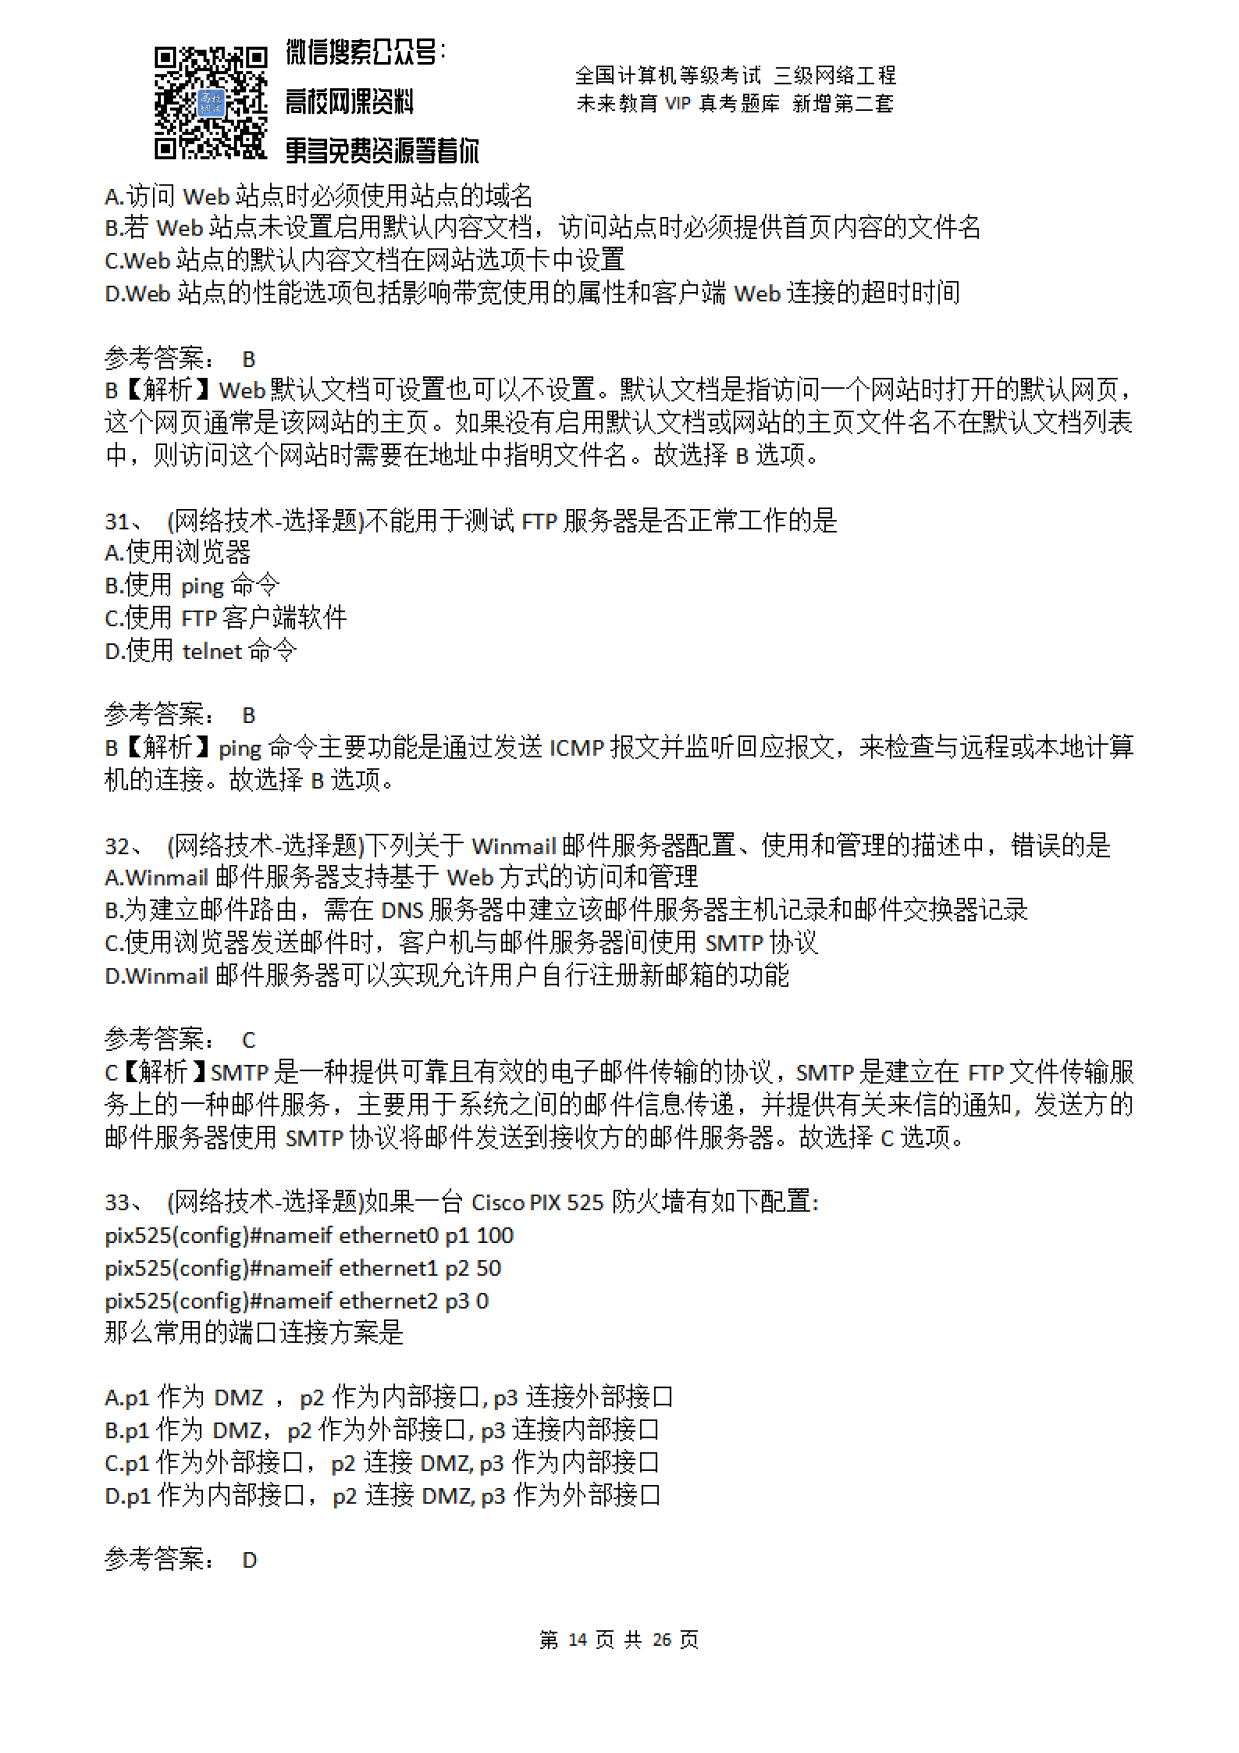 微信搜索公众号：
高校网课资料
更多免费资源等着你
全国计算机等级考试 三级网络工程
未来教育 VIP 真考题库 新增第二套
A.访问 Web 站点时必须使用站点的域名
B.若 Web 站点未设置启用默认内容文档，访问站点时必须提供首页内容的文件名
C.Web 站点的默认内容文档在网站选项卡中设置
D.Web 站点的性能选项包括影响带宽使用的属性和客户端 Web 连接的超时时间
参考答案： B
B【解析】Web 默认文档可设置也可以不设置。默认文档是指访问一个网站时打开的默认网页，
这个网页通常是该网站的主页。如果没有启用默认文档或网站的主页文件名不在默认文档列表
中，则访问这个网站时需要在地址中指明文件名。故选择 B 选项。
31、 (网络技术-选择题)不能用于测试 FTP 服务器是否正常工作的是
A.使用浏览器
B.使用 ping 命令
C.使用 FTP 客户端软件
D.使用 telnet 命令
参考答案： B
B【解析】ping 命令主要功能是通过发送 ICMP 报文并监听回应报文，来检查与远程或本地计算
机的连接。故选择 B 选项。
32、 (网络技术-选择题)下列关于 Winmail 邮件服务器配置、使用和管理的描述中，错误的是
A.Winmail 邮件服务器支持基于 Web 方式的访问和管理
B.为建立邮件路由，需在 DNS 服务器中建立该邮件服务器主机记录和邮件交换器记录
C.使用浏览器发送邮件时，客户机与邮件服务器间使用 SMTP 协议
D.Winmail 邮件服务器可以实现允许用户自行注册新邮箱的功能
参考答案： C
C【解析】SMTP 是一种提供可靠且有效的电子邮件传输的协议，SMTP 是建立在 FTP 文件传输服
务上的一种邮件服务，主要用于系统之间的邮件信息传递，并提供有关来信的通知, 发送方的
邮件服务器使用 SMTP 协议将邮件发送到接收方的邮件服务器。故选择 C 选项。
33、 (网络技术-选择题)如果一台 Cisco PIX 525 防火墙有如下配置:
pix525(config)#nameif ethernet0 p1 100
pix525(config)#nameif ethernet1 p2 50
pix525(config)#nameif ethernet2 p3 0
那么常用的端口连接方案是
A.p1 作为 DMZ ，p2 作为内部接口, p3 连接外部接口
B.p1 作为 DMZ，p2 作为外部接口, p3 连接内部接口
C.p1 作为外部接口，p2 连接 DMZ, p3 作为内部接口
D.p1 作为内部接口，p2 连接 DMZ, p3 作为外部接口
参考答案： D
第 14 页 共 26 页